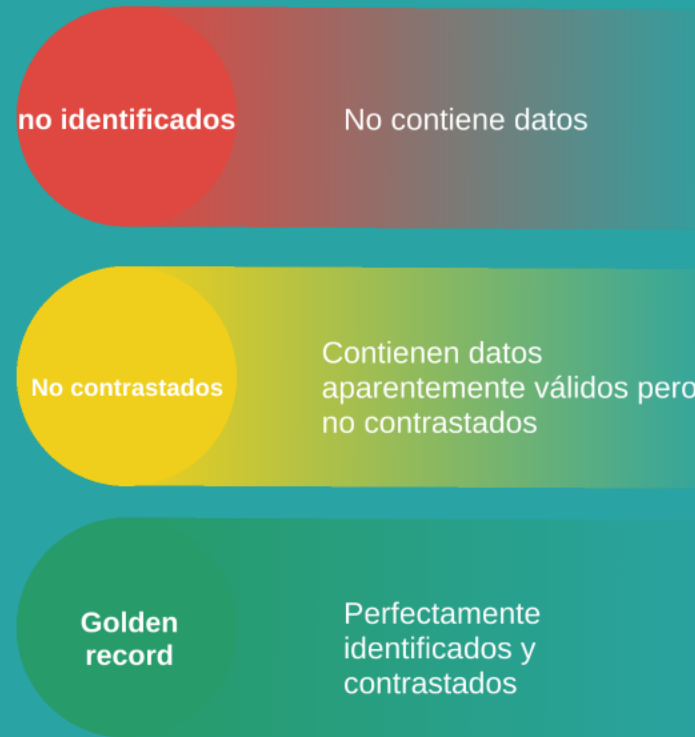 no identificados
No contiene datos
No contrastados
Contienen datos
aparentemente válidos pero
no contrastados
Golden
record
Perfectamente
identificados y
contrastados